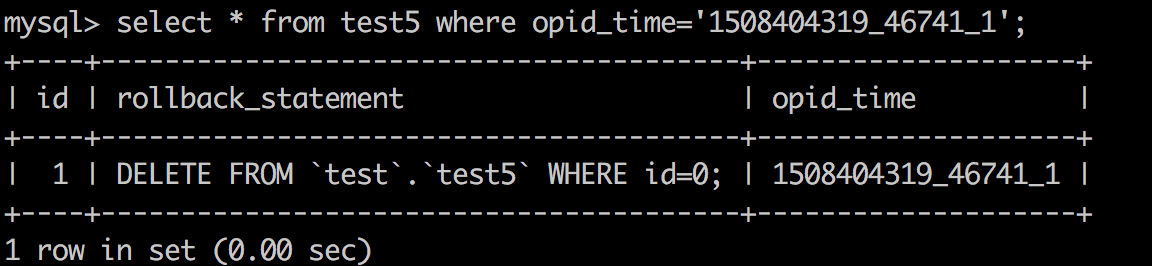 mysql> select * from test5 where opid_time='1508404319_46741_1';
+----+----------------------------------------+--------------------+
| id | rollback_statement                     | opid_time          |
+----+----------------------------------------+--------------------+
|  1 | DELETE FROM `test`.`test5` WHERE id=0; | 1508404319_46741_1 |
+----+----------------------------------------+--------------------+
1 row in set (0.00 sec)